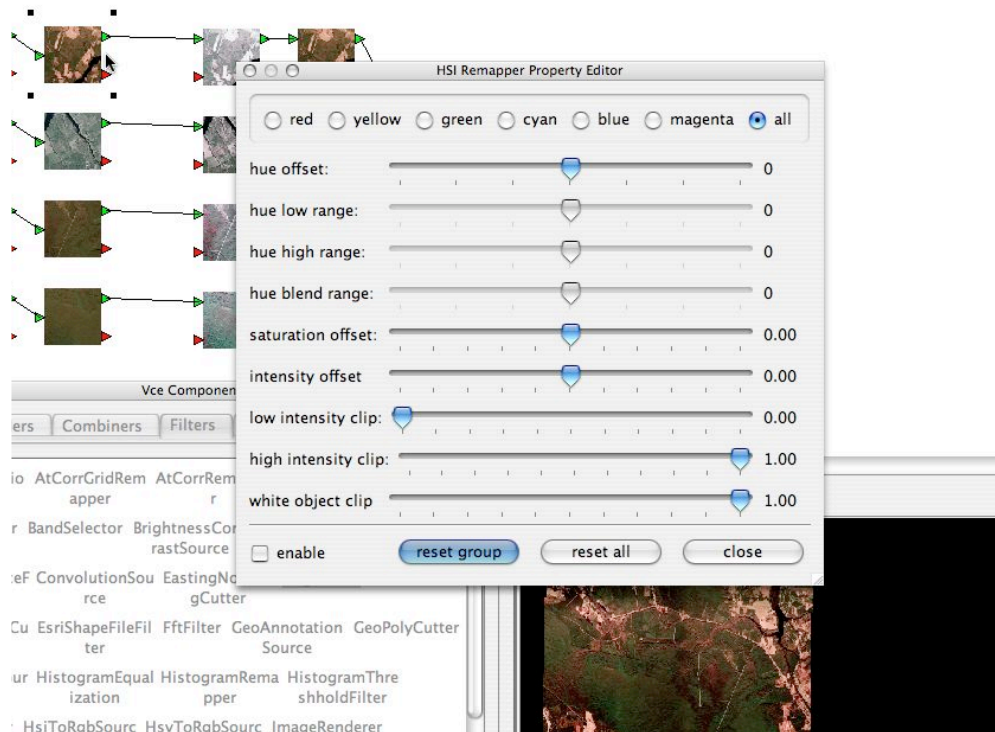 HSI Remapper Property Editor
red yellow green cyan blue magenta all
hue offset: 0
hue low range: 0
hue high range: 0
hue blend range: 0
saturation offset: 0.00
intensity offset 0.00
low intensity clip: 0.00
high intensity clip: 1.00
white object clip 1.00
enable reset group reset all close
Vce Componen
ers Combiners Filters
io AtCorrGridRem AtCorrRem
apper r
r BandSelector BrightnessCon
rastSource
eF ConvolutionSou EastingNo
rce gCutter
Cu EsriShapeFileFil FftFilter GeoAnnotation GeoPolyCutter
ter Source
ur HistogramEqual HistogramRema HistogramThre
ization pper shholdFilter
HsiToRgbSourc HsvToRgbSourc ImageRenderer